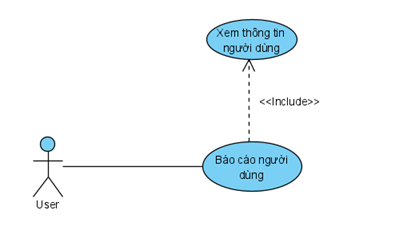 Xem thông tin
người dùng
<<Include>>
Báo cáo người
dùng
User